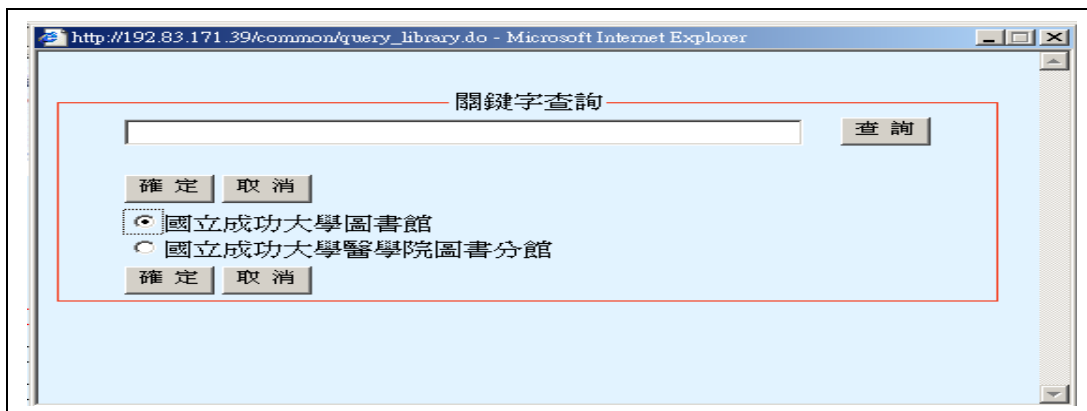 http://192.83.171.39/common/query_library.do - Microsoft Internet Explorer
關鍵字查詢
查 詢
確 定 取 消
國立成功大學圖書館
國立成功大學醫學院圖書分館
確 定 取 消